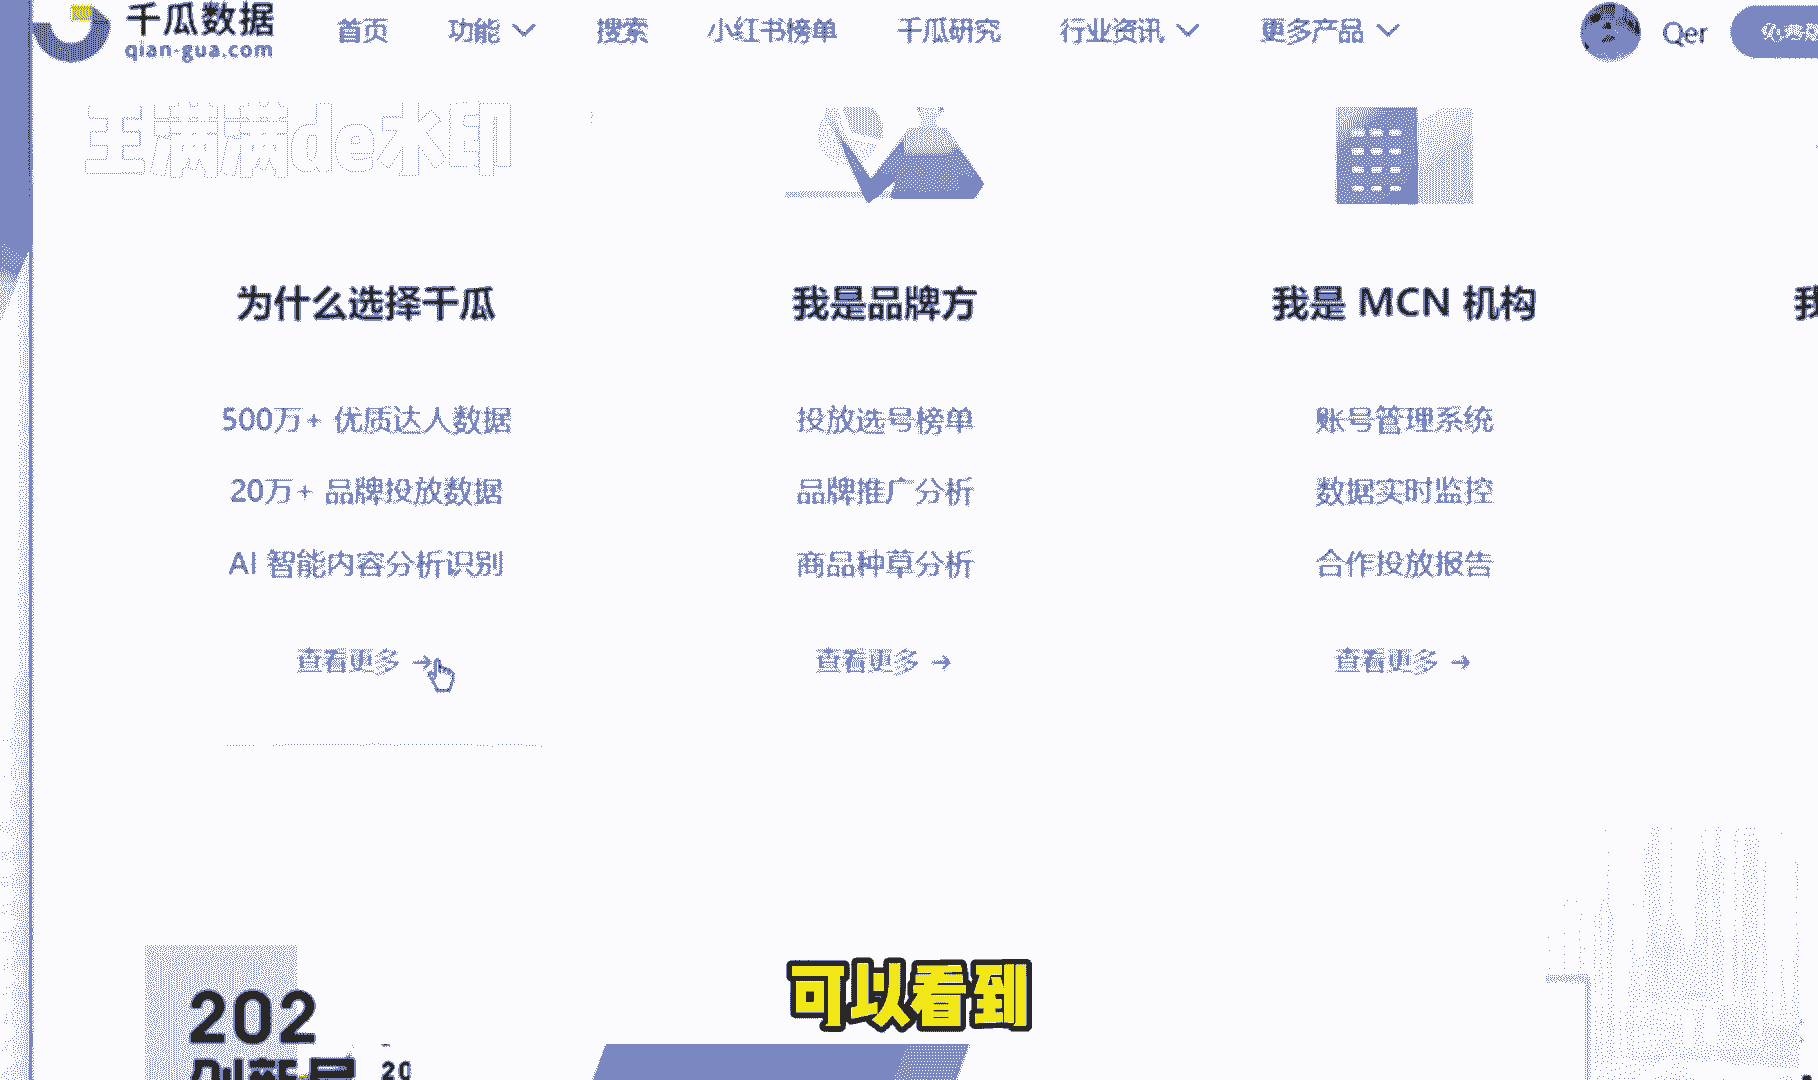 千瓜数据
qian-gua.com
首页 功能 搜索 小红书榜单 千瓜研究 行业资讯 更多产品 Qer
王满满de水印
为什么选择千瓜
500万+ 优质达人数据
20万+ 品牌投放数据
AI 智能内容分析识别
查看更多 →
我是品牌方
投放选号榜单
品牌推广分析
商品种草分析
查看更多 →
我是 MCN 机构
账号管理系统
数据实时监控
合作投放报告
查看更多 →
我
202
20
可以看到